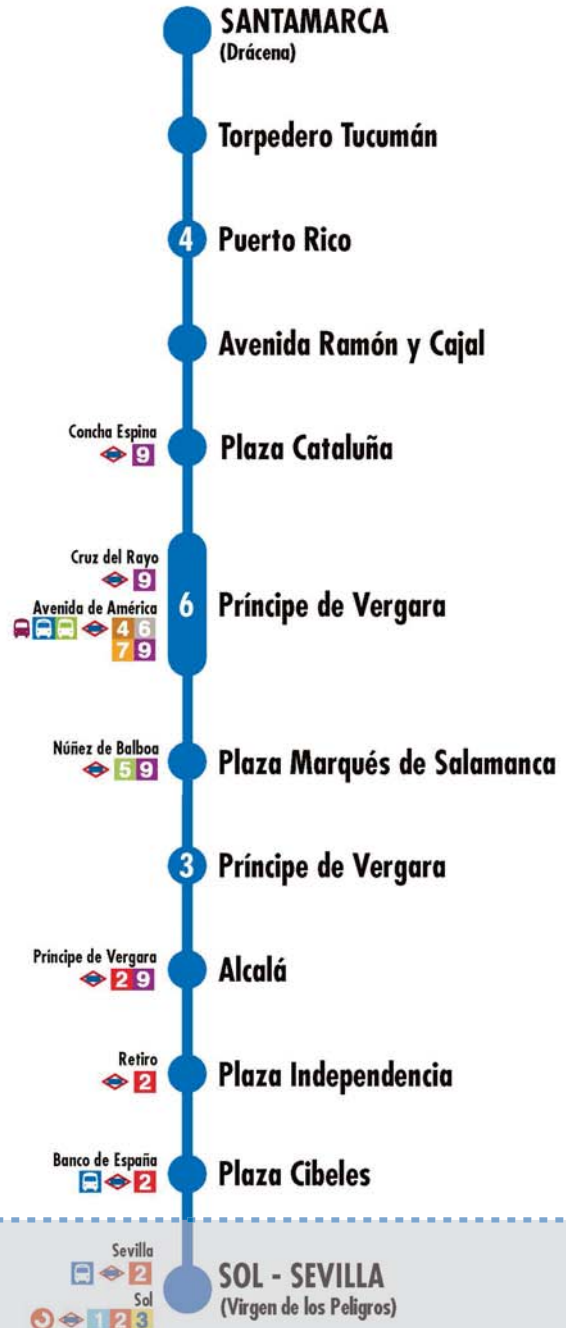 SANTAMARCA
(Drácena)
Torpedero Tucumán
4 Puerto Rico
Avenida Ramón y Cajal
Concha Espina
9
Plaza Cataluña
Cruz del Rayo
9
Avenida de América
4 6
7 9
6 Príncipe de Vergara
Núñez de Balboa
5 9
Plaza Marqués de Salamanca
3 Príncipe de Vergara
Príncipe de Vergara
2 9
Alcalá
Retiro
2
Plaza Independencia
Banco de España
2
Plaza Cibeles
Sevilla
2
Sol
1 2 3
SOL - SEVILLA
(Virgen de los Peligros)